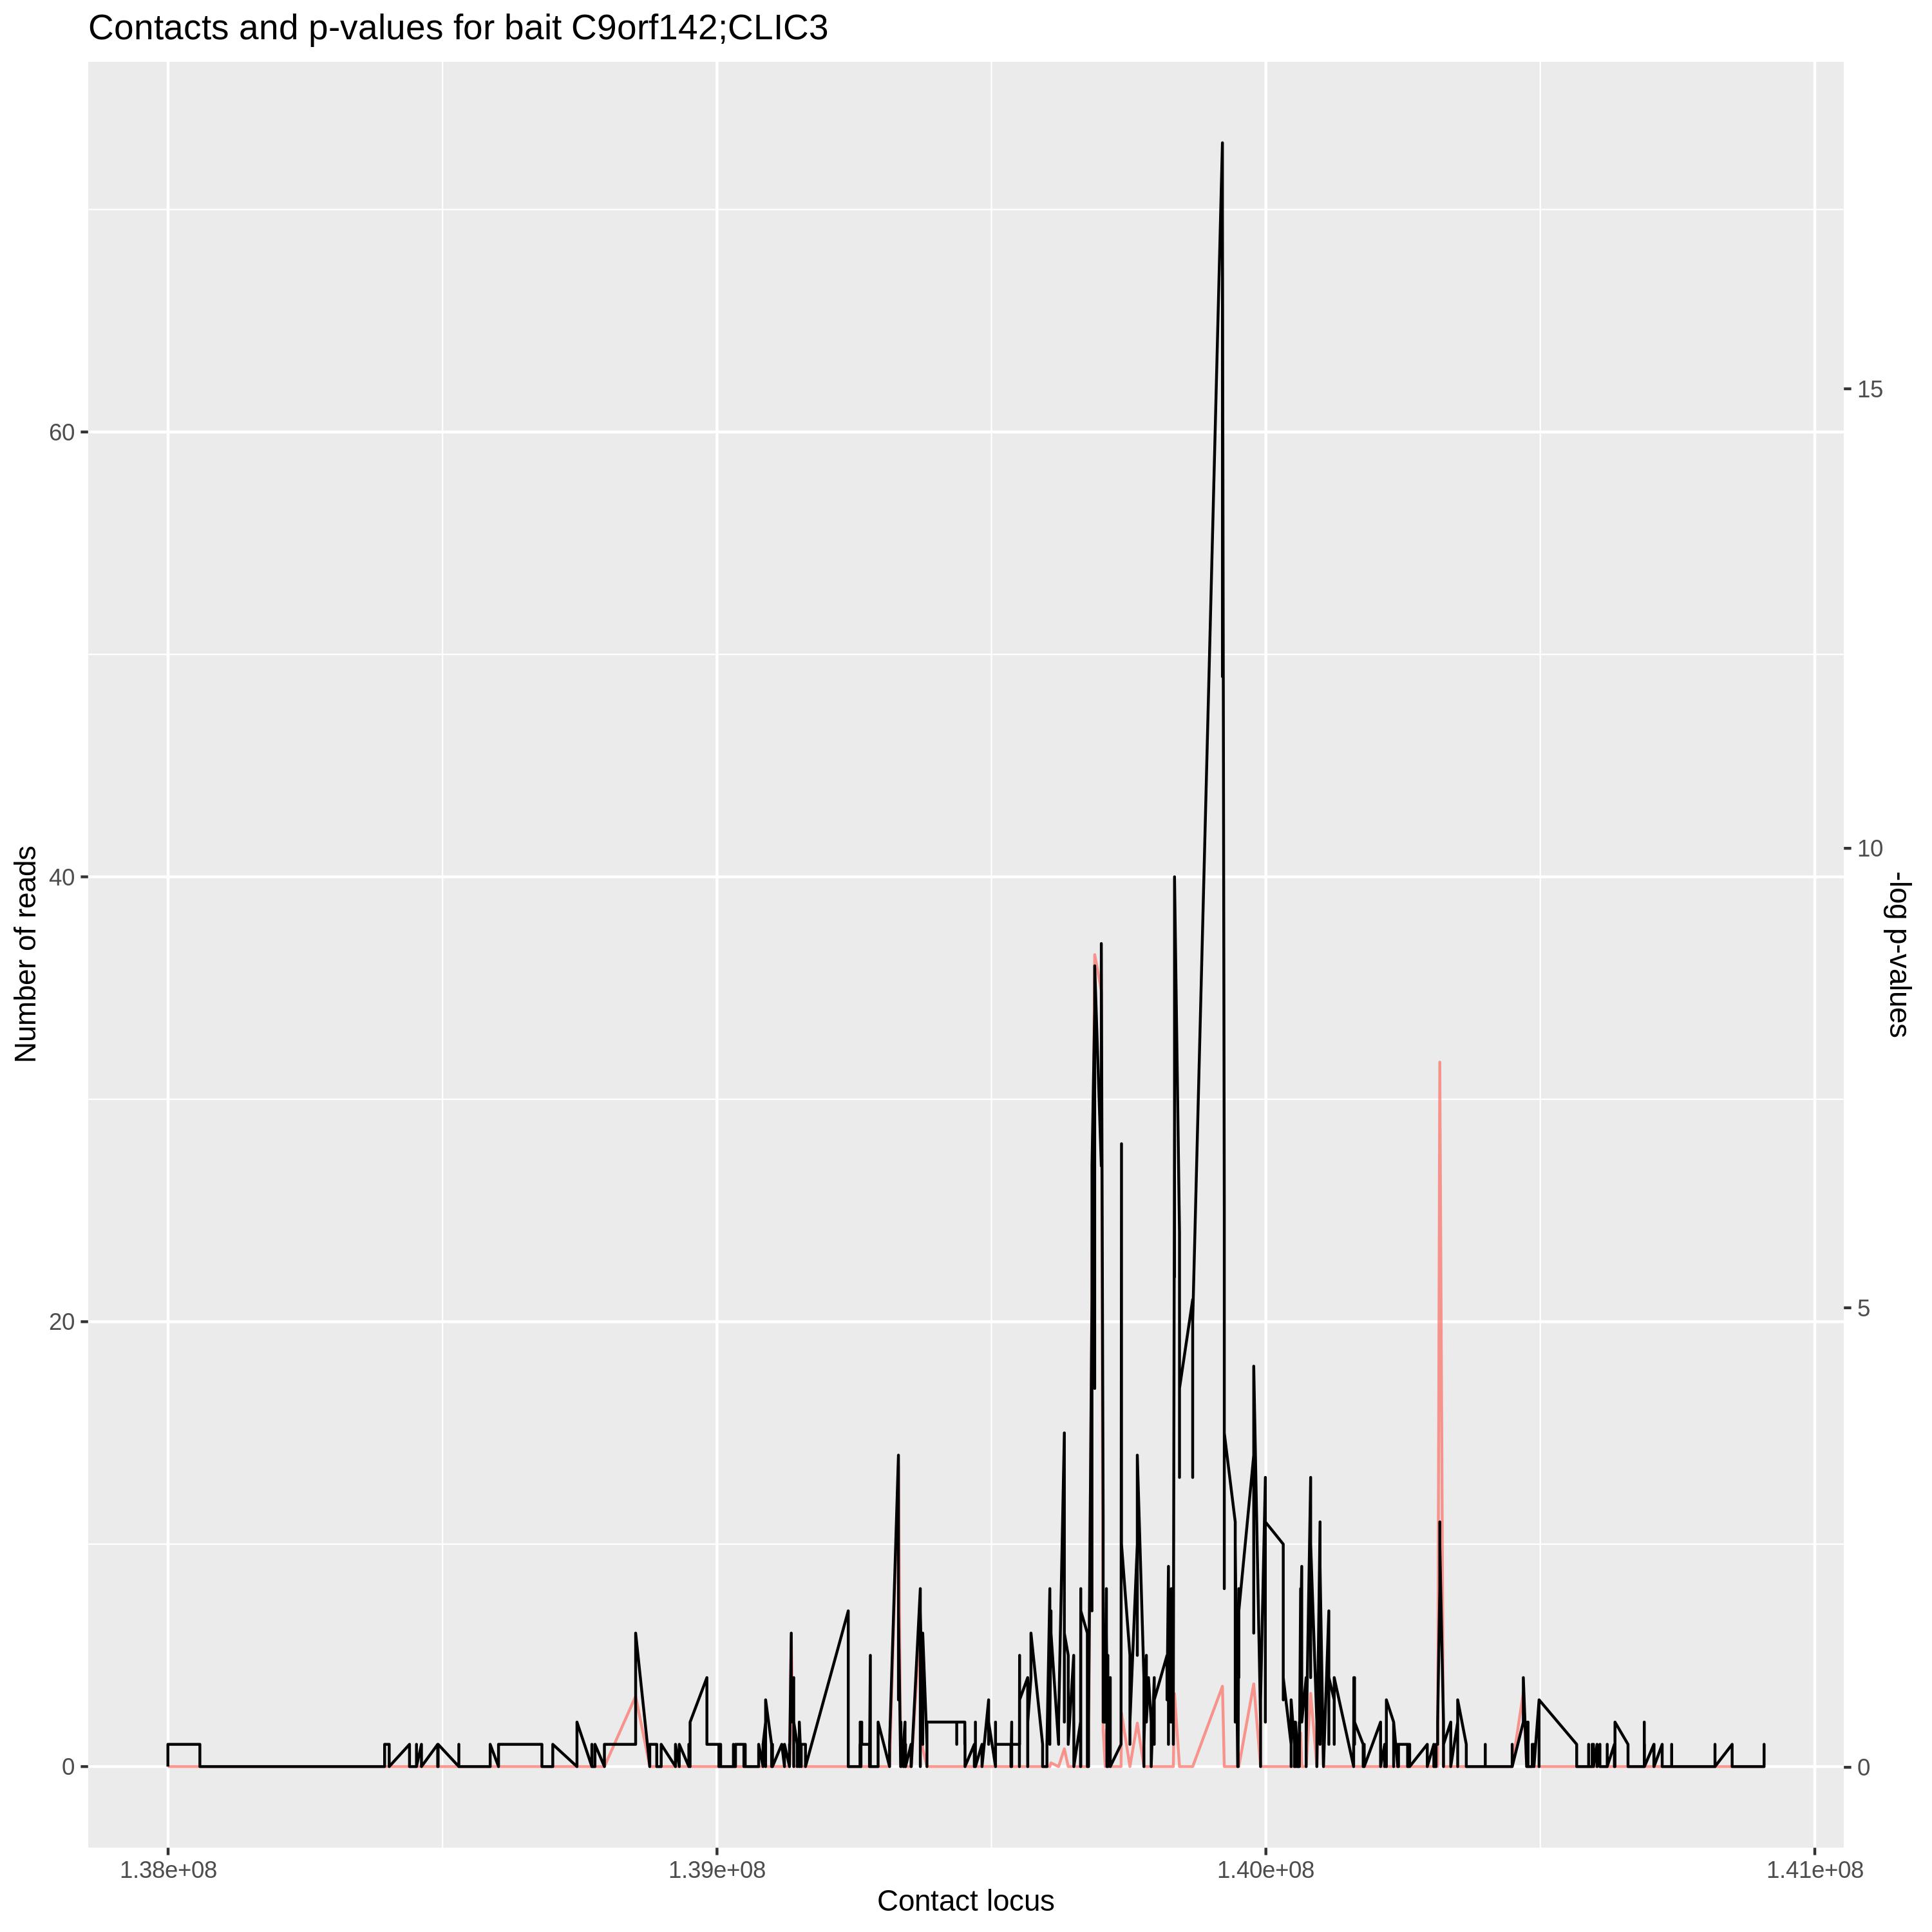 Contacts and p-values for bait C9orf142;CLIC3
Number of reads
60
40
20
0
15
10
5
0
-log p-values
1.38e+08
1.39e+08
1.40e+08
1.41e+08
Contact locus